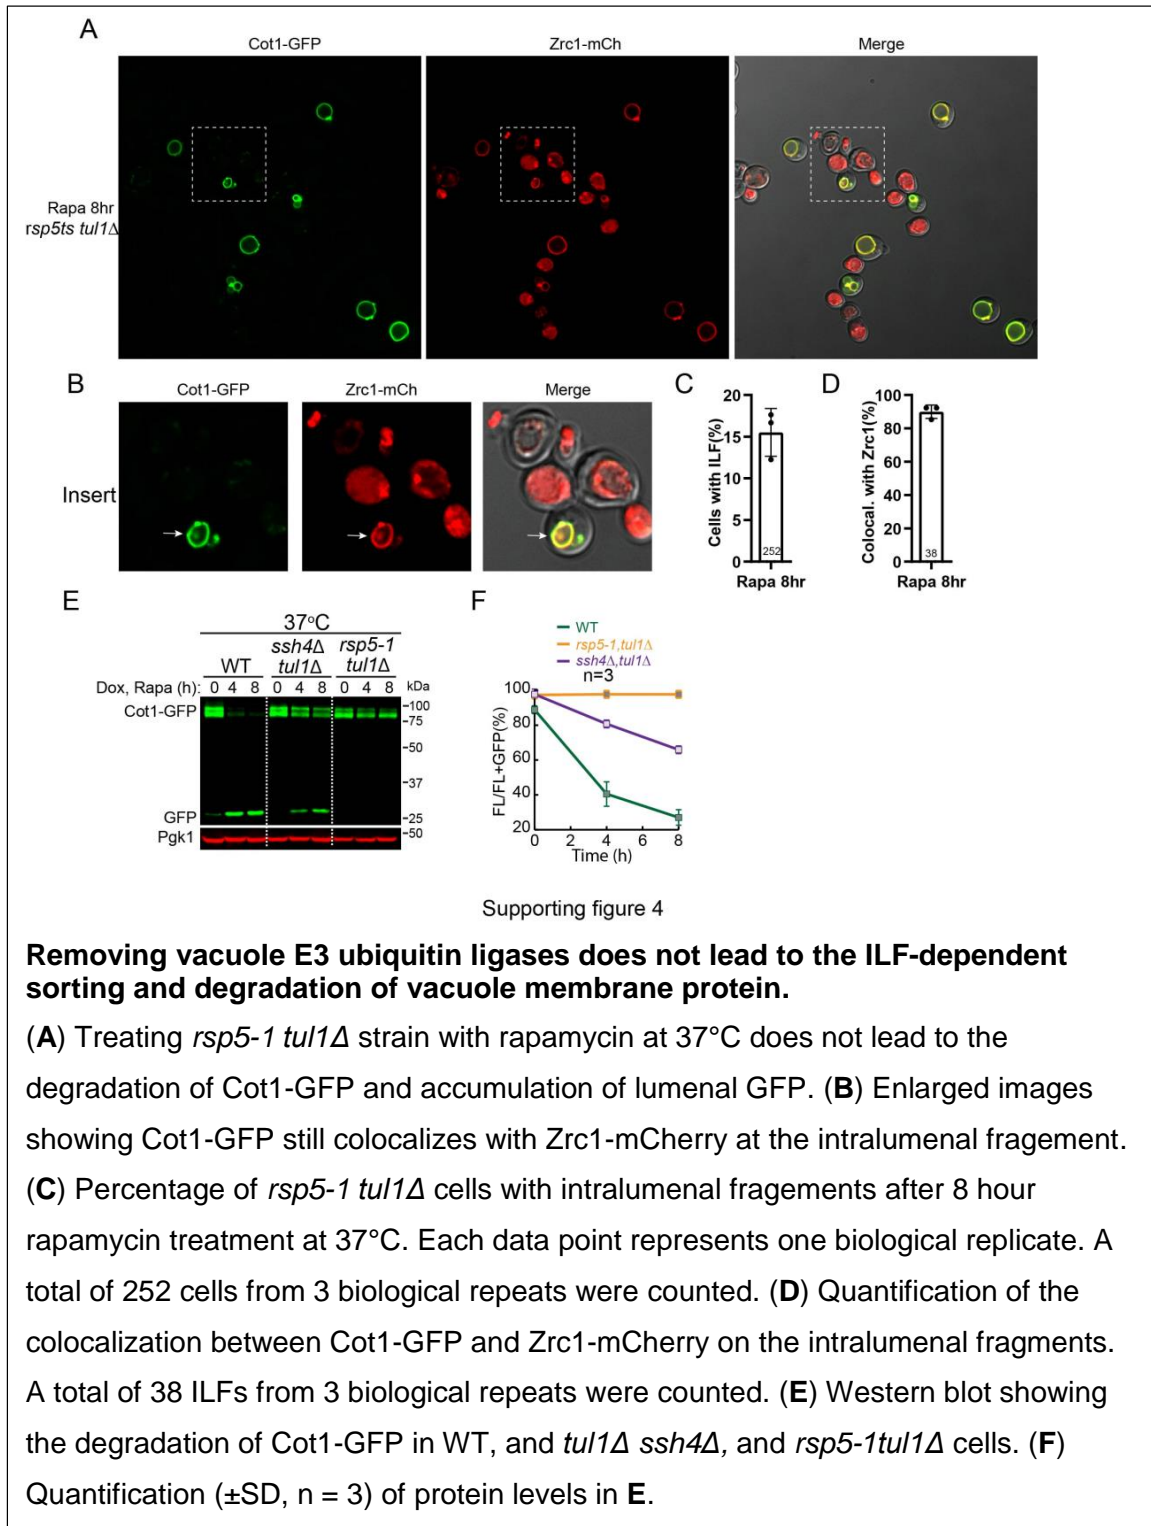 A
Cot1-GFP Zrc1-mCh Merge
Rapa 8hr
rsp5ts tul1Δ
B
Cot1-GFP Zrc1-mCh Merge
Insert
C
Cells with ILF(%)
20
15
10
5
0
252
Rapa 8hr
D
Colocal. with Zrc1(%)
100
80
60
40
20
0
38
Rapa 8hr
E
37°C
WT ssh4Δ tul1Δ rsp5-1 tul1Δ
Dox, Rapa (h): 0 4 8 0 4 8 0 4 8 kDa
Cot1-GFP
-100
-75
-50
-37
GFP -25
Pgk1 -50
F
WT
rsp5-1,tul1Δ
ssh4Δ,tul1Δ
n=3
FL/FL+GFP(%)
100
80
60
40
20
0 2 4 6 8
Time (h)
Supporting figure 4
Removing vacuole E3 ubiquitin ligases does not lead to the ILF-dependent
sorting and degradation of vacuole membrane protein.
(A) Treating rsp5-1 tul1Δ strain with rapamycin at 37°C does not lead to the
degradation of Cot1-GFP and accumulation of lumenal GFP. (B) Enlarged images
showing Cot1-GFP still colocalizes with Zrc1-mCherry at the intralumenal fragement.
(C) Percentage of rsp5-1 tul1Δ cells with intralumenal fragements after 8 hour
rapamycin treatment at 37°C. Each data point represents one biological replicate. A
total of 252 cells from 3 biological repeats were counted. (D) Quantification of the
colocalization between Cot1-GFP and Zrc1-mCherry on the intralumenal fragments.
A total of 38 ILFs from 3 biological repeats were counted. (E) Western blot showing
the degradation of Cot1-GFP in WT, and tul1Δ ssh4Δ, and rsp5-1tul1Δ cells. (F)
Quantification (±SD, n = 3) of protein levels in E.